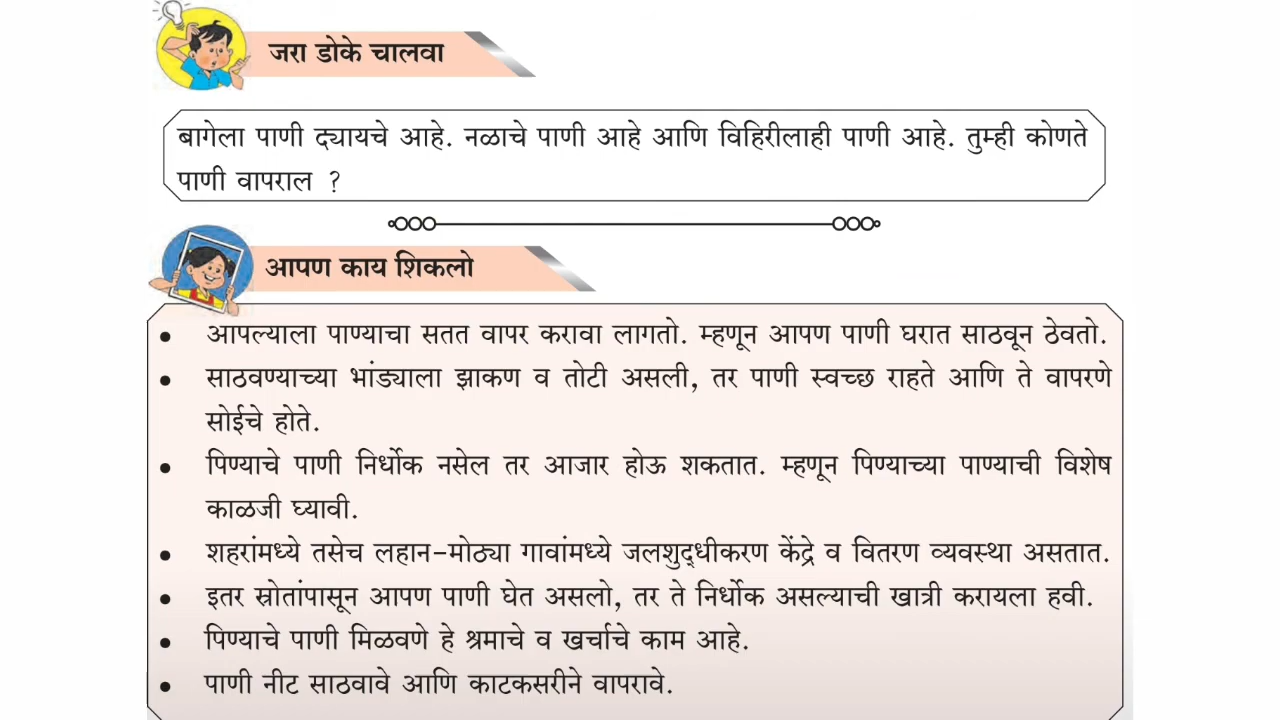 जरा डोके चालवा
बागेला पाणी द्यायचे आहे. नळाचे पाणी आहे आणि विहिरीलाही पाणी आहे. तुम्ही कोणते
पाणी वापराल ?
आपण काय शिकलो
• आपल्याला पाण्याचा सतत वापर करावा लागतो. म्हणून आपण पाणी घरात साठवून ठेवतो.
• साठवण्याच्या भांड्याला झाकण व तोटी असली, तर पाणी स्वच्छ राहते आणि ते वापरणे
सोईचे होते.
• पिण्याचे पाणी निर्धोक नसेल तर आजार होऊ शकतात. म्हणून पिण्याच्या पाण्याची विशेष
काळजी घ्यावी.
• शहरांमध्ये तसेच लहान-मोठ्या गावांमध्ये जलशुद्धीकरण केंद्रे व वितरण व्यवस्था असतात.
• इतर स्रोतांपासून आपण पाणी घेत असलो, तर ते निर्धोक असल्याची खात्री करायला हवी.
• पिण्याचे पाणी मिळवणे हे श्रमाचे व खर्चाचे काम आहे.
• पाणी नीट साठवावे आणि काटकसरीने वापरावे.